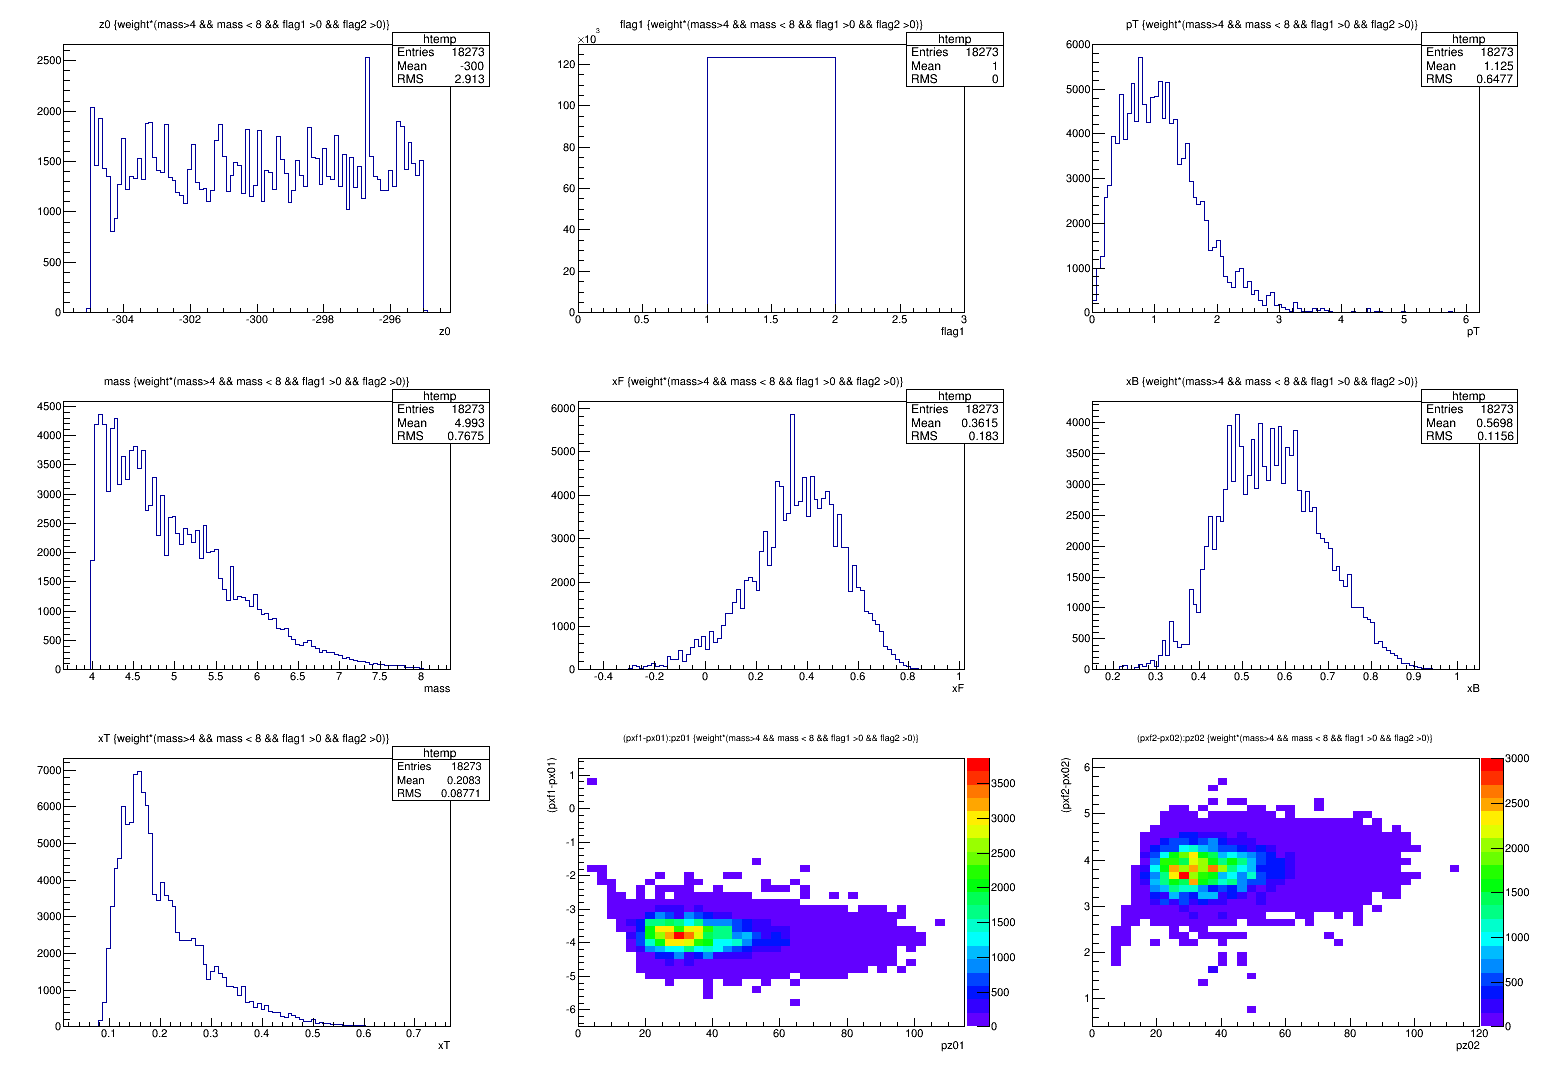 z0 {weight*(mass>4 && mass < 8 && flag1 >0 && flag2 >0)}
htemp
Entries 18273
Mean -300
RMS 2.913
2500
2000
1500
1000
500
0
-304 -302 -300 -298 -296
z0
flag1 {weight*(mass>4 && mass < 8 && flag1 >0 && flag2 >0)}
×10³
htemp
Entries 18273
Mean 1
RMS 0
120
100
80
60
40
20
0
0 0.5 1 1.5 2 2.5 3
flag1
pT {weight*(mass>4 && mass < 8 && flag1 >0 && flag2 >0)}
htemp
Entries 18273
Mean 1.125
RMS 0.6477
6000
5000
4000
3000
2000
1000
0
0 1 2 3 4 5 6
pT
mass {weight*(mass>4 && mass < 8 && flag1 >0 && flag2 >0)}
htemp
Entries 18273
Mean 4.993
RMS 0.7675
4500
4000
3500
3000
2500
2000
1500
1000
500
0
4 4.5 5 5.5 6 6.5 7 7.5 8
mass
xF {weight*(mass>4 && mass < 8 && flag1 >0 && flag2 >0)}
htemp
Entries 18273
Mean 0.3615
RMS 0.183
6000
5000
4000
3000
2000
1000
0
-0.4 -0.2 0 0.2 0.4 0.6 0.8 1
xF
xB {weight*(mass>4 && mass < 8 && flag1 >0 && flag2 >0)}
htemp
Entries 18273
Mean 0.5698
RMS 0.1156
4000
3500
3000
2500
2000
1500
1000
500
0
0.2 0.3 0.4 0.5 0.6 0.7 0.8 0.9 1
xB
xT {weight*(mass>4 && mass < 8 && flag1 >0 && flag2 >0)}
htemp
Entries 18273
Mean 0.2083
RMS 0.08771
7000
6000
5000
4000
3000
2000
1000
0
0.1 0.2 0.3 0.4 0.5 0.6 0.7
xT
(pxf1-px01):pz01 {weight*(mass>4 && mass < 8 && flag1 >0 && flag2 >0)}
(pxf1-px01)
1
0
-1
-2
-3
-4
-5
-6
0 20 40 60 80 100
pz01
3500
3000
2500
2000
1500
1000
500
0
(pxf2-px02):pz02 {weight*(mass>4 && mass < 8 && flag1 >0 && flag2 >0)}
(pxf2-px02)
6
5
4
3
2
1
0 20 40 60 80 100 120
pz02
3000
2500
2000
1500
1000
500
0